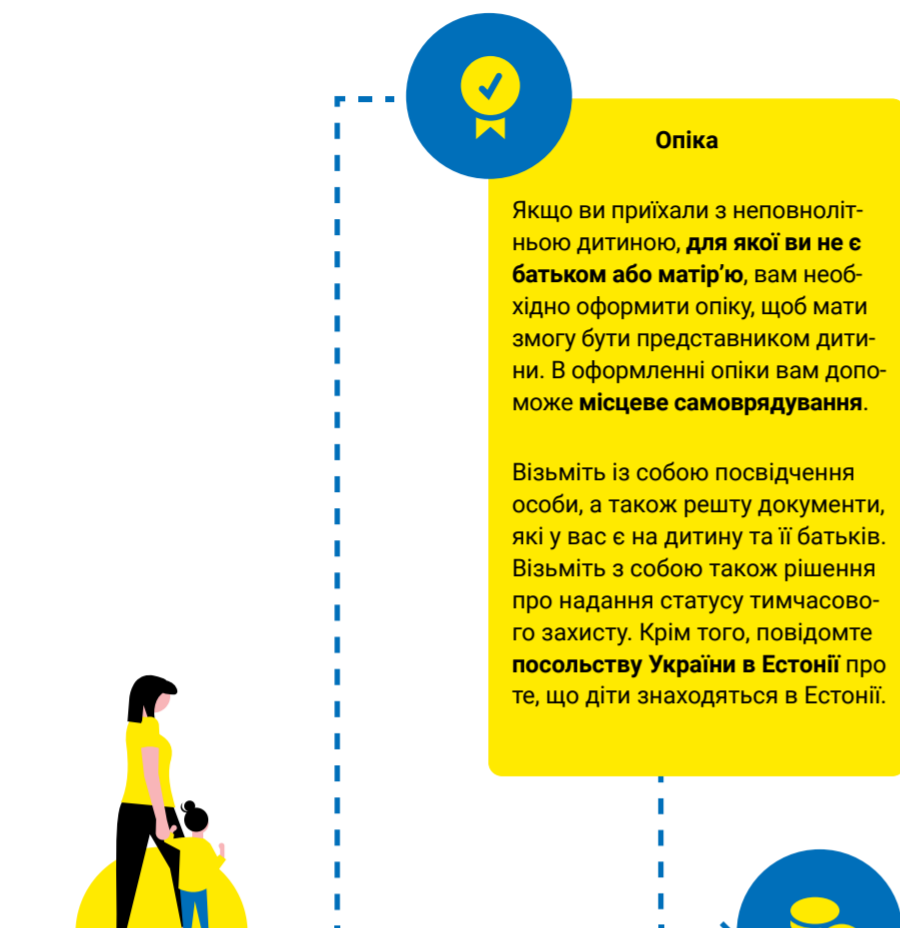 Опіка
Якщо ви приїхали з неповноліт-
ньою дитиною, для якої ви не є
батьком або матір’ю, вам необ-
хідно оформити опіку, щоб мати
змогу бути представником дити-
ни. В оформленні опіки вам допо-
може місцеве самоврядування.
Візьміть із собою посвідчення
особи, а також решту документи,
які у вас є на дитину та її батьків.
Візьміть з собою також рішення
про надання статусу тимчасово-
го захисту. Крім того, повідомте
посольству України в Естонії про
те, що діти знаходяться в Естонії.